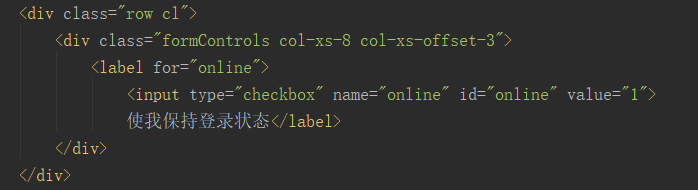 <div class="row cl">
<div class="formControls col-xs-8 col-xs-offset-3">
<label for="online">
<input type="checkbox" name="online" id="online" value="1">
使我保持登录状态</label>
</div>
</div>